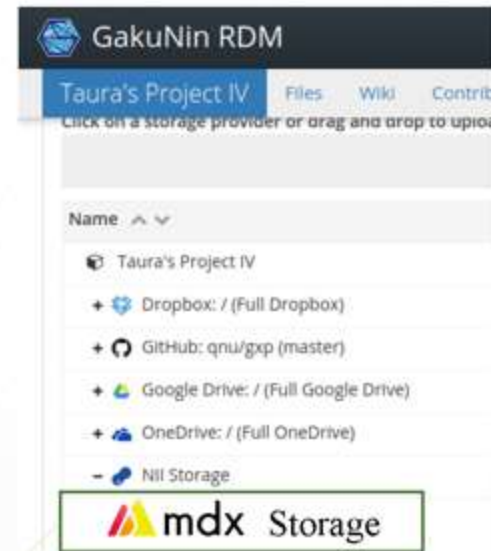 GakuNin RDM
Taura's Project IV Files Wiki Contrib
Click on a storage provider or drag and drop to uploa
Name
Taura's Project IV
+ Dropbox: / (Full Dropbox)
+ GitHub: qnu/gxp (master)
+ Google Drive: / (Full Google Drive)
+ OneDrive: / (Full OneDrive)
− NII Storage
mdx Storage